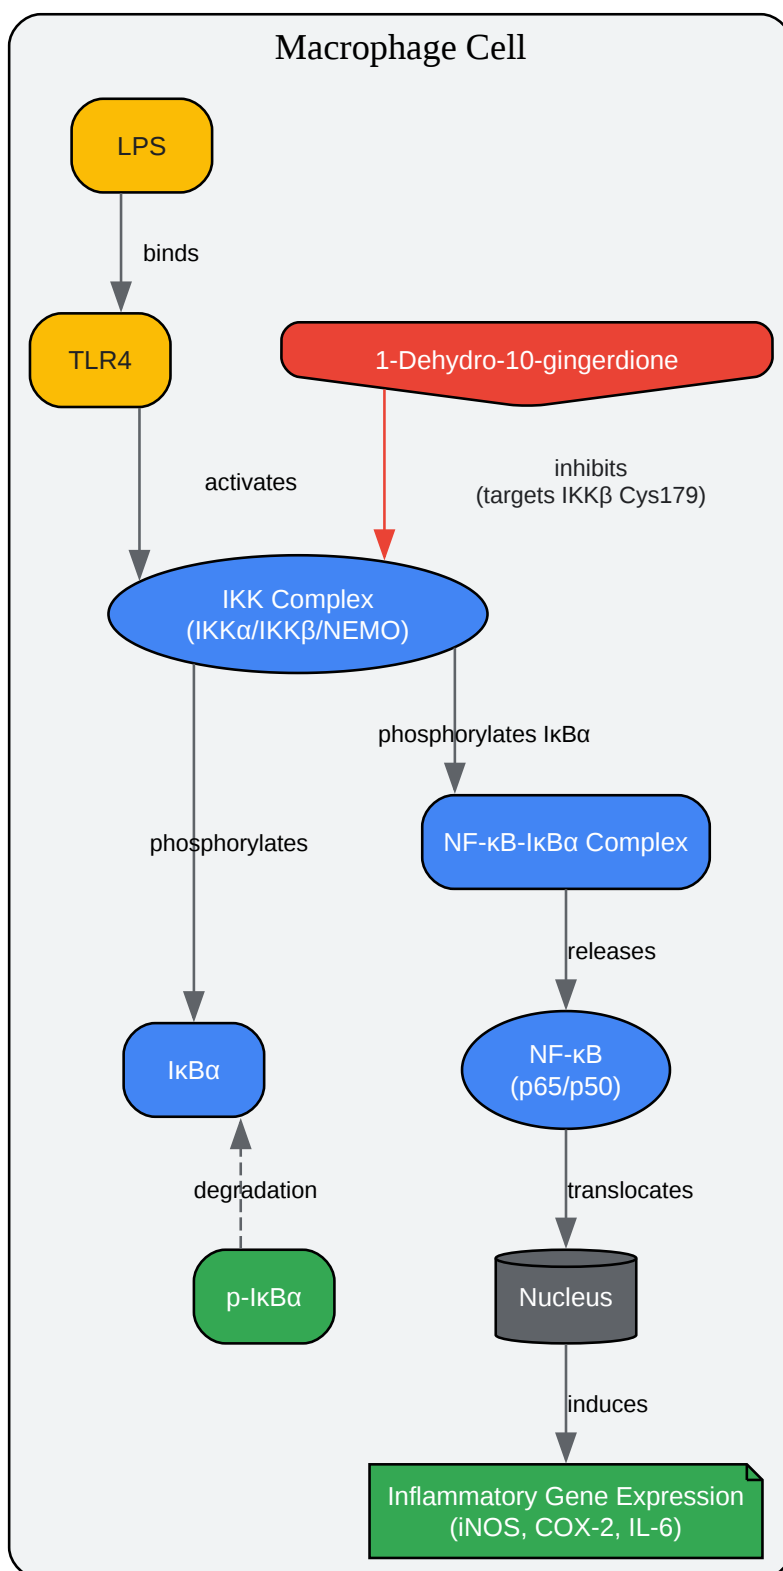 Macrophage Cell
LPS
binds
TLR4
1-Dehydro-10-gingerdione
activates
inhibits
(targets IKKβ Cys179)
IKK Complex
(IKKα/IKKβ/NEMO)
phosphorylates IκBα
phosphorylates
NF-κB-IκBα Complex
releases
IκBα
NF-κB
(p65/p50)
degradation
translocates
p-IκBα
Nucleus
induces
Inflammatory Gene Expression
(iNOS, COX-2, IL-6)